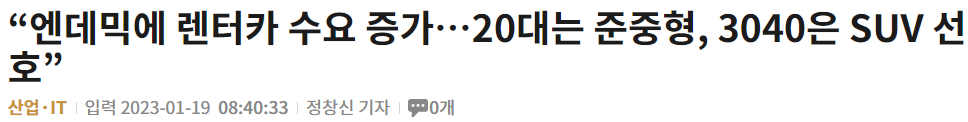 “엔데믹에 렌터카 수요 증가…20대는 준중형, 3040은 SUV 선
호”
산업·IT | 입력 2023-01-19 08:40:33 | 정창신 기자 | 0개